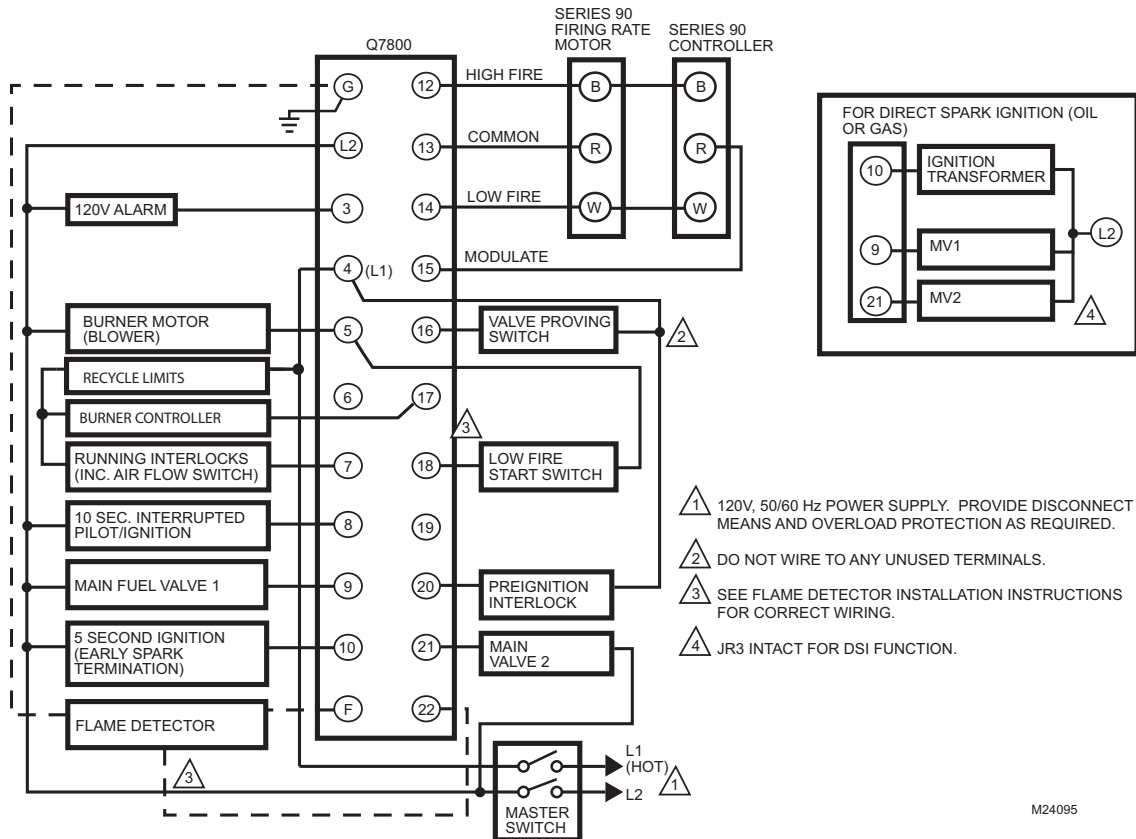 SERIES 90
FIRING RATE
MOTOR
SERIES 90
CONTROLLER
Q7800
G
L2
3
4
(L1)
5
6
7
8
9
10
F
12
13
14
15
16
17
18
19
20
21
22
HIGH FIRE
COMMON
LOW FIRE
MODULATE
B
R
W
B
R
W
120V ALARM
BURNER MOTOR
(BLOWER)
RECYCLE LIMITS
BURNER CONTROLLER
RUNNING INTERLOCKS
(INC. AIR FLOW SWITCH)
10 SEC. INTERRUPTED
PILOT/IGNITION
MAIN FUEL VALVE 1
5 SECOND IGNITION
(EARLY SPARK
TERMINATION)
FLAME DETECTOR
3
VALVE PROVING
SWITCH
2
3
LOW FIRE
START SWITCH
PREIGNITION
INTERLOCK
MAIN
VALVE 2
L1
(HOT)
L2
1
MASTER
SWITCH
FOR DIRECT SPARK IGNITION (OIL
OR GAS)
10
IGNITION
TRANSFORMER
L2
9
MV1
21
MV2
4
1 120V, 50/60 Hz POWER SUPPLY. PROVIDE DISCONNECT
MEANS AND OVERLOAD PROTECTION AS REQUIRED.
2 DO NOT WIRE TO ANY UNUSED TERMINALS.
3 SEE FLAME DETECTOR INSTALLATION INSTRUCTIONS
FOR CORRECT WIRING.
4 JR3 INTACT FOR DSI FUNCTION.
M24095